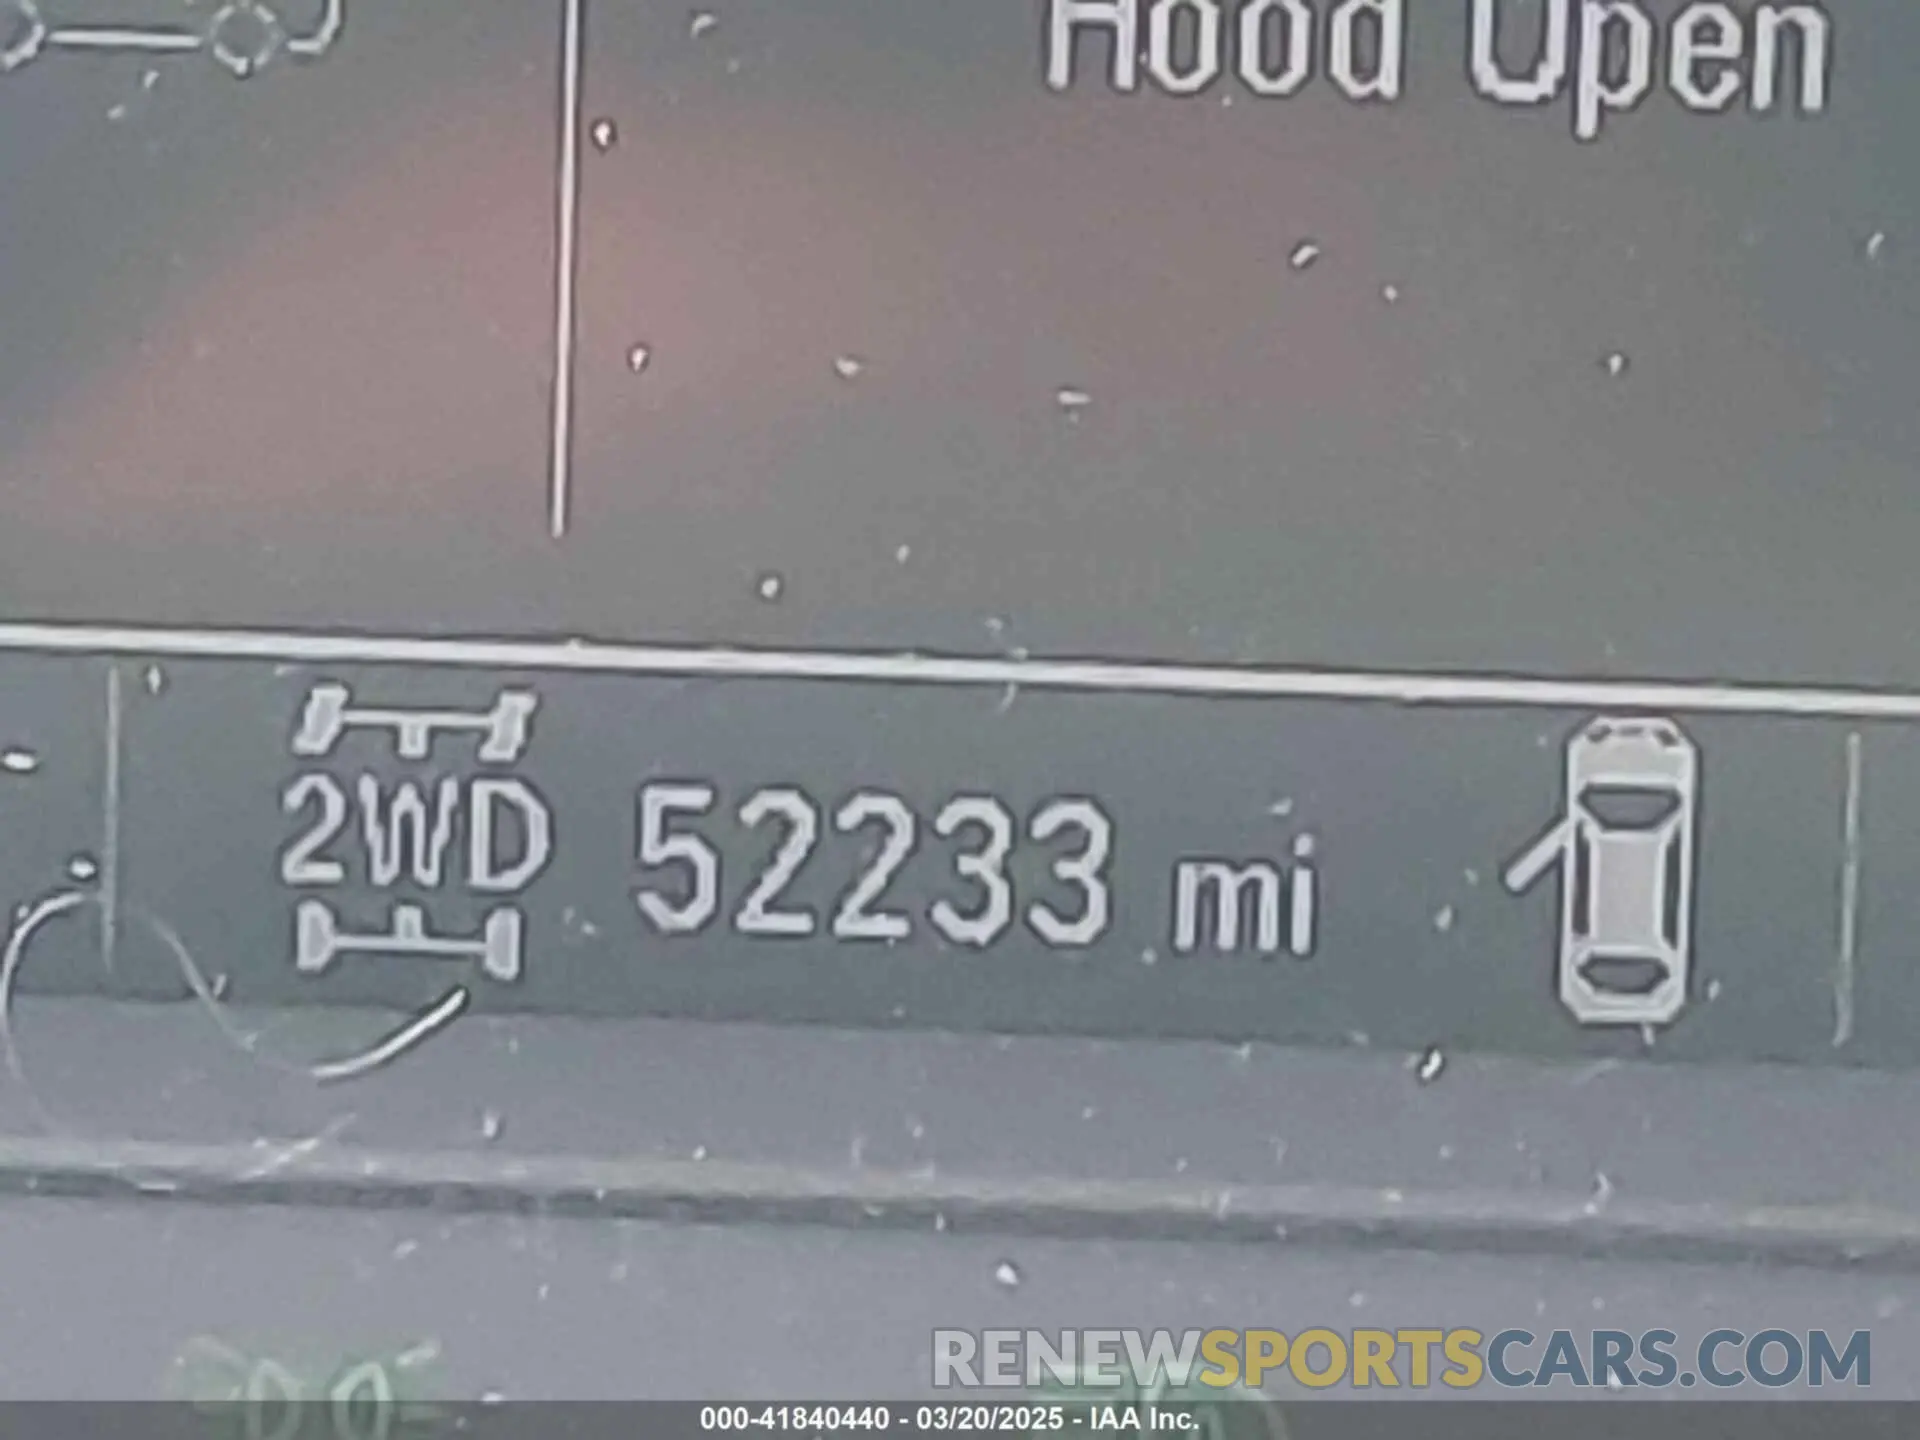 Hood Open
2WD 52233 mi
RENEWSPORTSCARS.COM
000-41840440 - 03/20/2025 - IAA Inc.